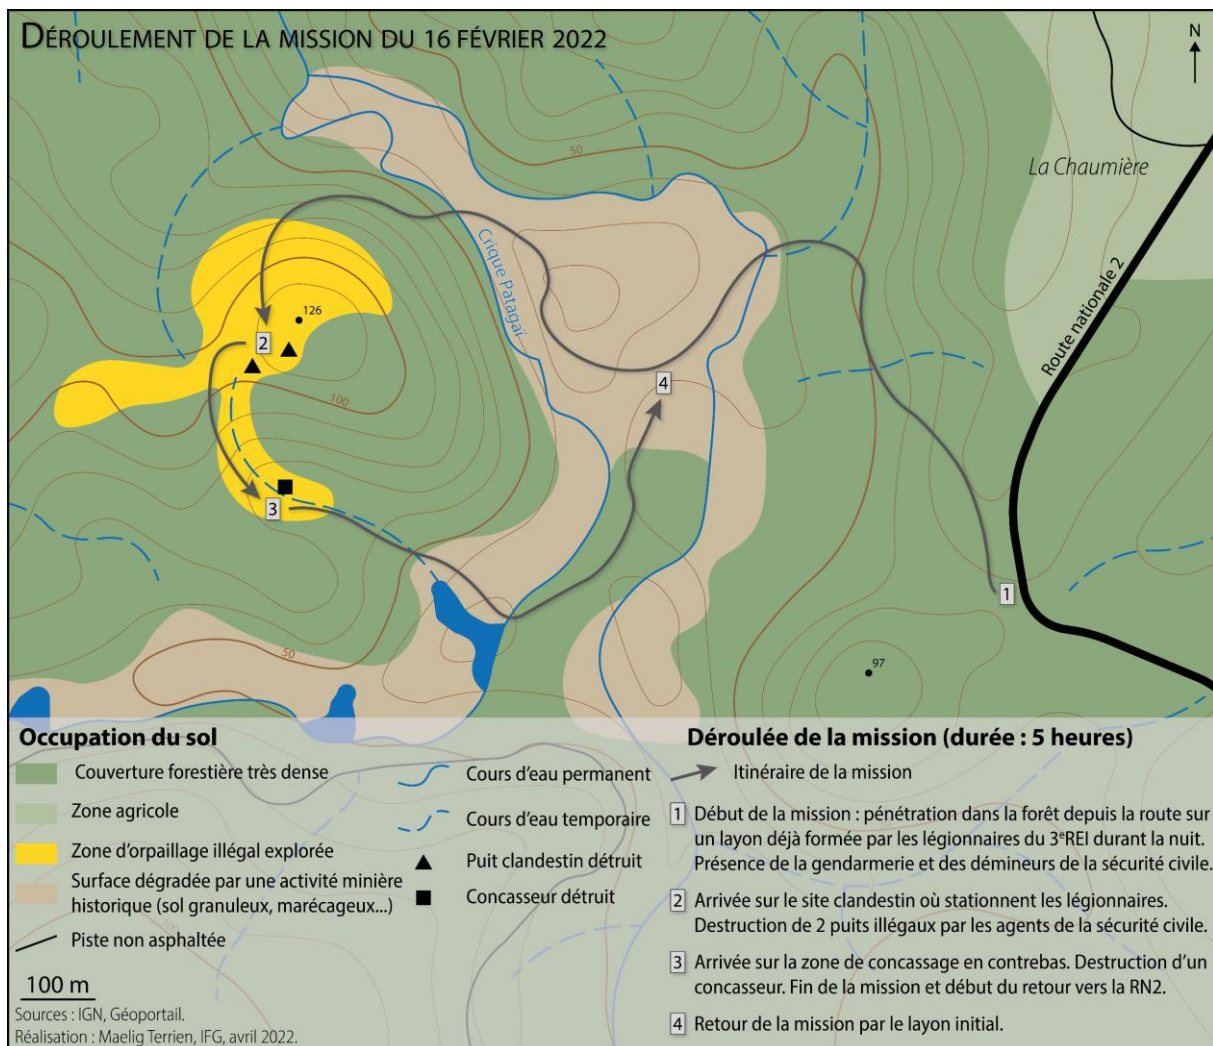 DÉROULEMENT DE LA MISSION DU 16 FÉVRIER 2022
N
50
La Chaumière
Crique Patagaï
Route nationale 2
126
2
4
100
3
1
50
97
Occupation du sol
Couverture forestière très dense
Zone agricole
Zone d'orpaillage illégal explorée
Surface dégradée par une activité minière
historique (sol granuleux, marécageux...)
Piste non asphaltée
Cours d'eau permanent
Cours d'eau temporaire
Puit clandestin détruit
Concasseur détruit
100 m
Sources : IGN, Géoportail.
Réalisation : Maelig Terrien, IFG, avril 2022.
Déroulée de la mission (durée : 5 heures)
Itinéraire de la mission
1 Début de la mission : pénétration dans la forêt depuis la route sur
un layon déjà formée par les légionnaires du 3eREI durant la nuit.
Présence de la gendarmerie et des démineurs de la sécurité civile.
2 Arrivée sur le site clandestin où stationnent les légionnaires.
Destruction de 2 puits illégaux par les agents de la sécurité civile.
3 Arrivée sur la zone de concassage en contrebas. Destruction d'un
concasseur. Fin de la mission et début du retour vers la RN2.
4 Retour de la mission par le layon initial.